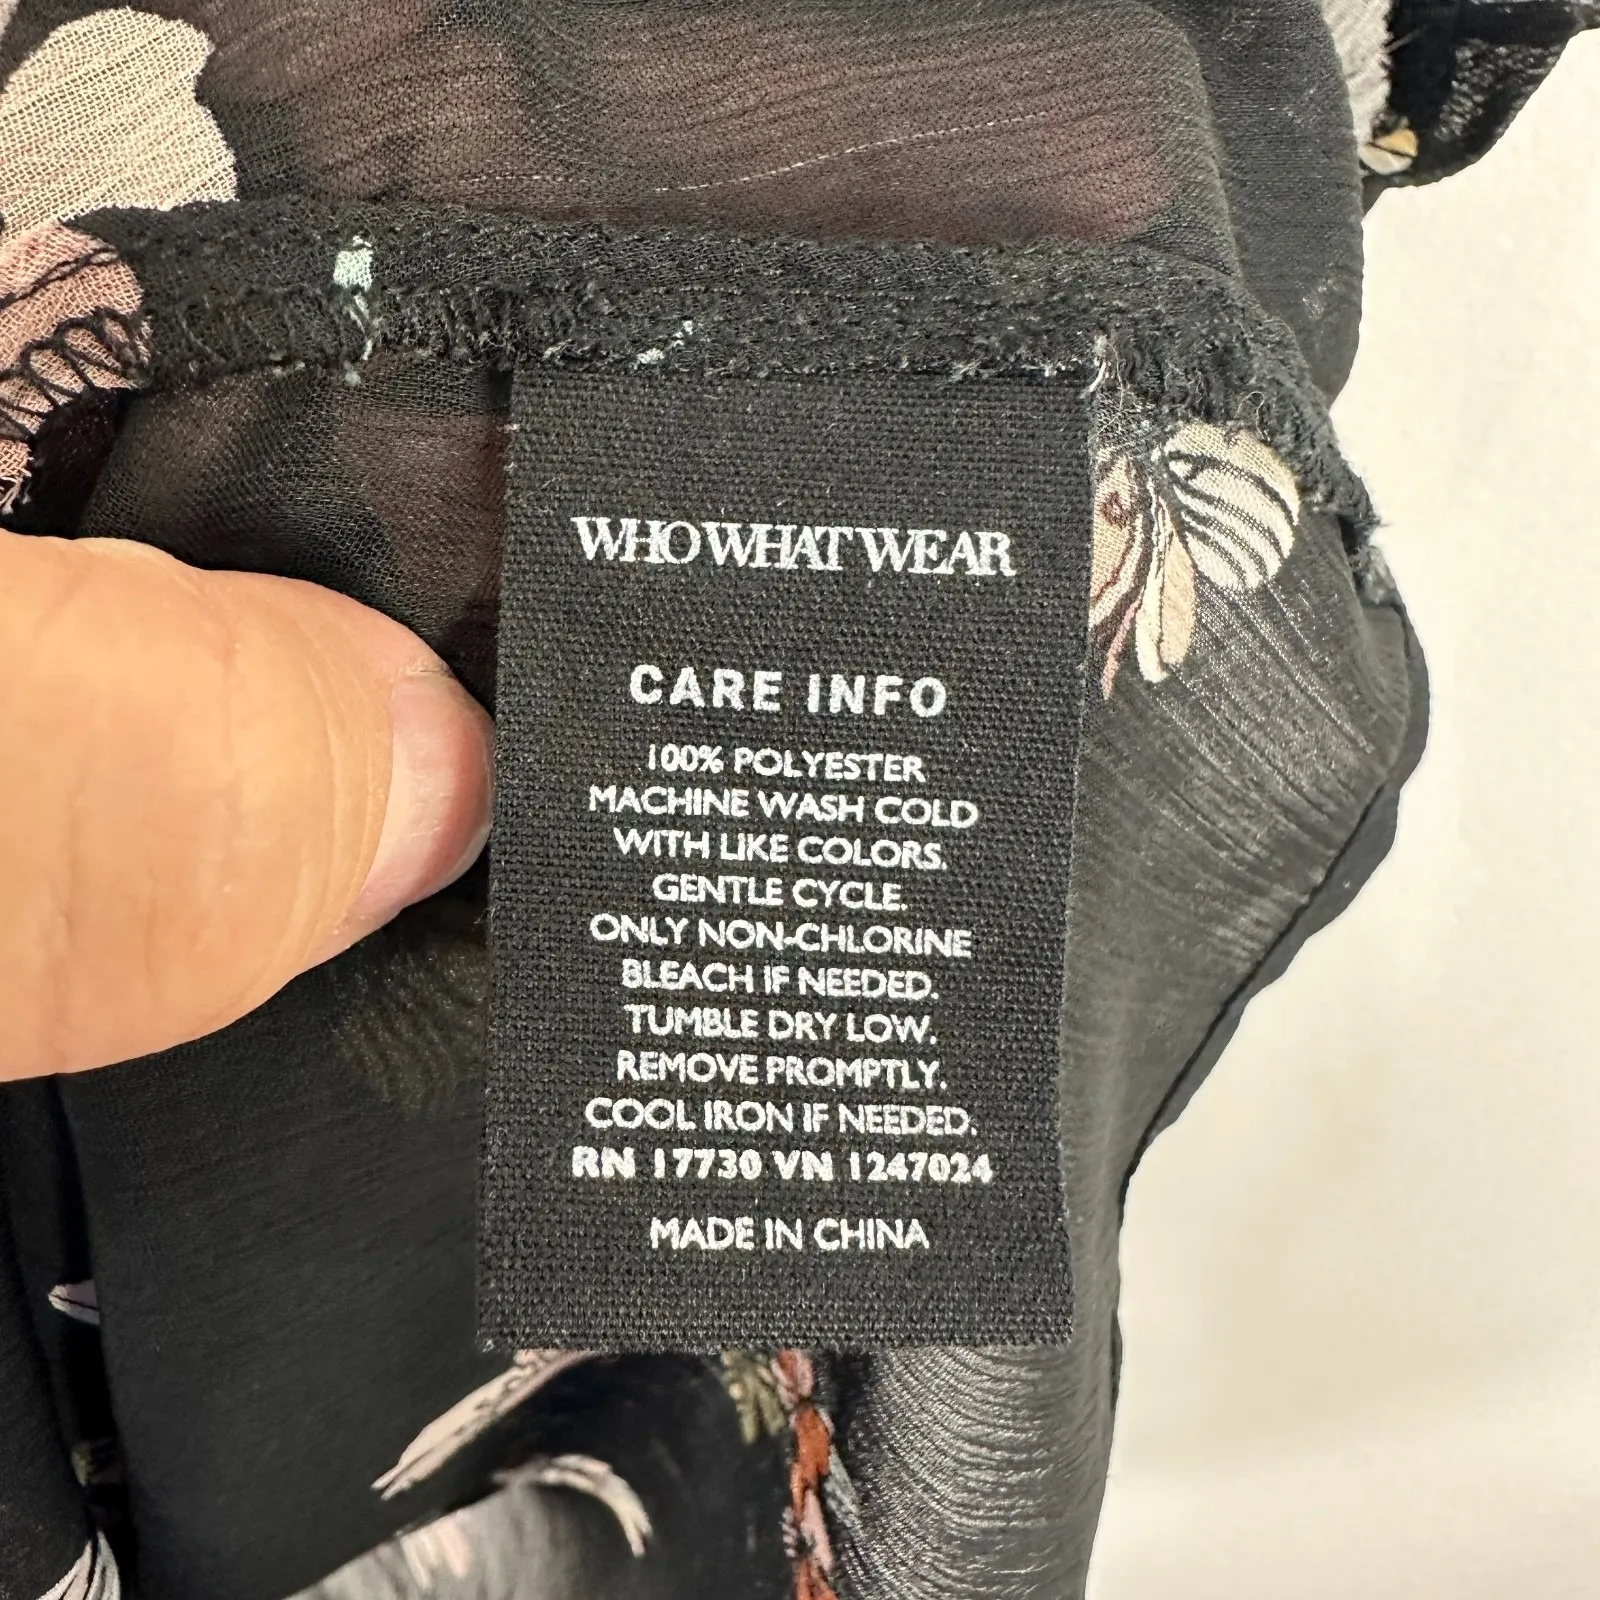 WHO WHAT WEAR
CARE INFO
100% POLYESTER
MACHINE WASH COLD
WITH LIKE COLORS.
GENTLE CYCLE.
ONLY NON-CHLORINE
BLEACH IF NEEDED.
TUMBLE DRY LOW.
REMOVE PROMPTLY.
COOL IRON IF NEEDED.
RN 17730 VN 1247024
MADE IN CHINA